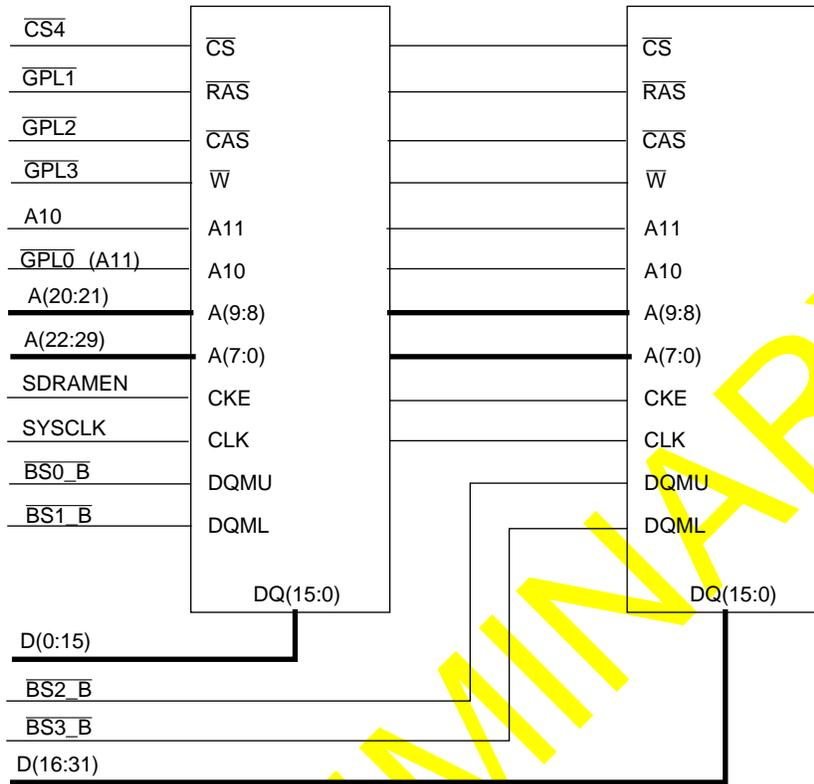 CS4
CS CS
GPL1
RAS RAS
GPL2
CAS CAS
GPL3
W W
A10
A11 A11
GPL0 (A11)
A10 A10
A(20:21)
A(9:8) A(9:8)
A(22:29)
A(7:0) A(7:0)
SDRAMEN
CKE CKE
SYSCLK
CLK CLK
BS0_B
DQMU DQMU
BS1_B
DQML DQML
DQ(15:0) DQ(15:0)
D(0:15)
BS2_B
BS3_B
D(16:31)